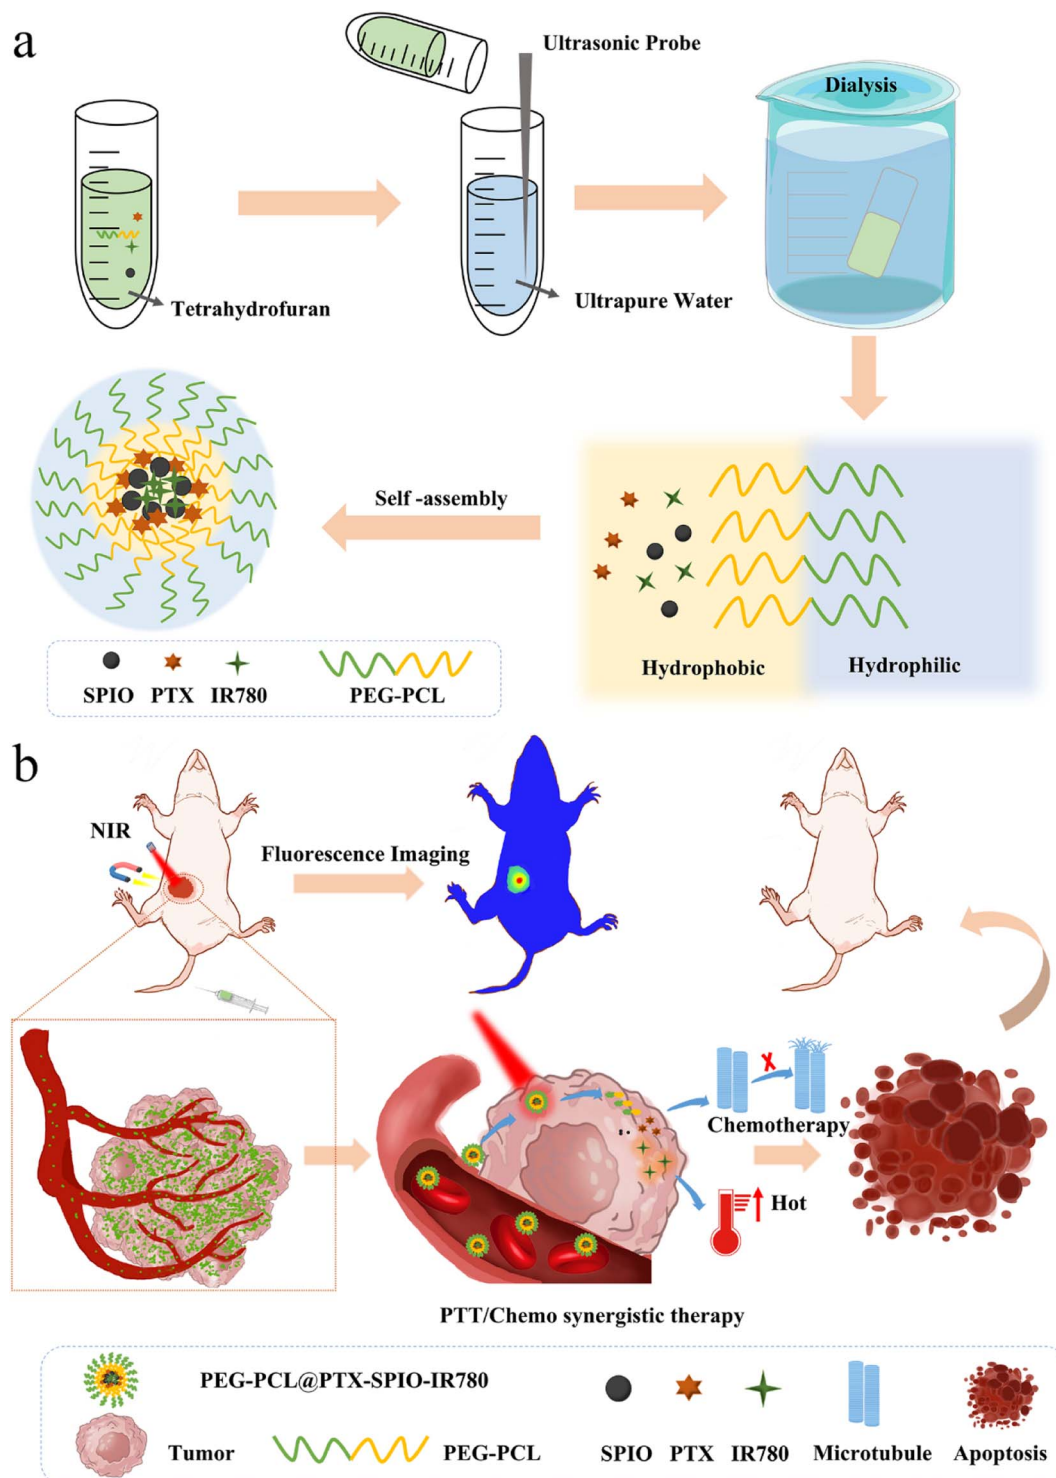 a
Ultrasonic Probe
Dialysis
Tetrahydrofuran
Ultrapure Water
Self -assembly
Hydrophobic
Hydrophilic
SPIO PTX IR780 PEG-PCL
b
NIR
Fluorescence Imaging
X
Chemotherapy
Hot
PTT/Chemo synergistic therapy
PEG-PCL@PTX-SPIO-IR780
Tumor PEG-PCL SPIO PTX IR780 Microtubule Apoptosis